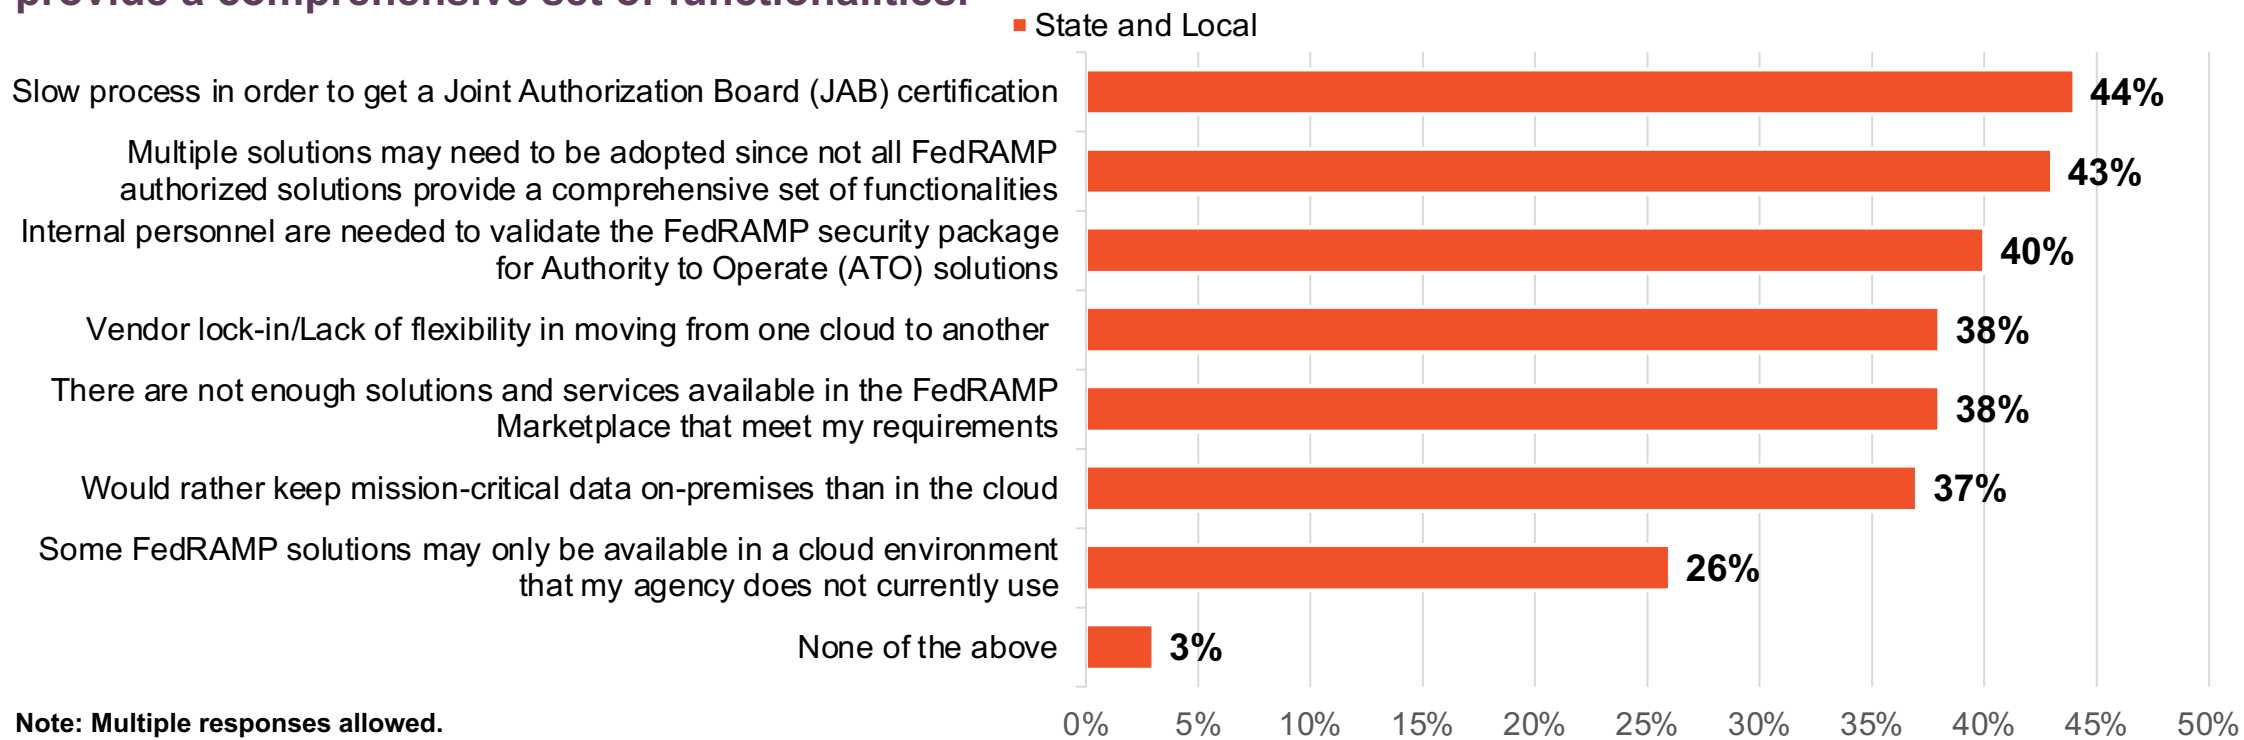 provide a comprehensive set of functionalities.
State and Local
Slow process in order to get a Joint Authorization Board (JAB) certification
44%
Multiple solutions may need to be adopted since not all FedRAMP
authorized solutions provide a comprehensive set of functionalities
43%
Internal personnel are needed to validate the FedRAMP security package
for Authority to Operate (ATO) solutions
40%
Vendor lock-in/Lack of flexibility in moving from one cloud to another
38%
There are not enough solutions and services available in the FedRAMP
Marketplace that meet my requirements
38%
Would rather keep mission-critical data on-premises than in the cloud
37%
Some FedRAMP solutions may only be available in a cloud environment
that my agency does not currently use
26%
None of the above
3%
0% 5% 10% 15% 20% 25% 30% 35% 40% 45% 50%
Note: Multiple responses allowed.